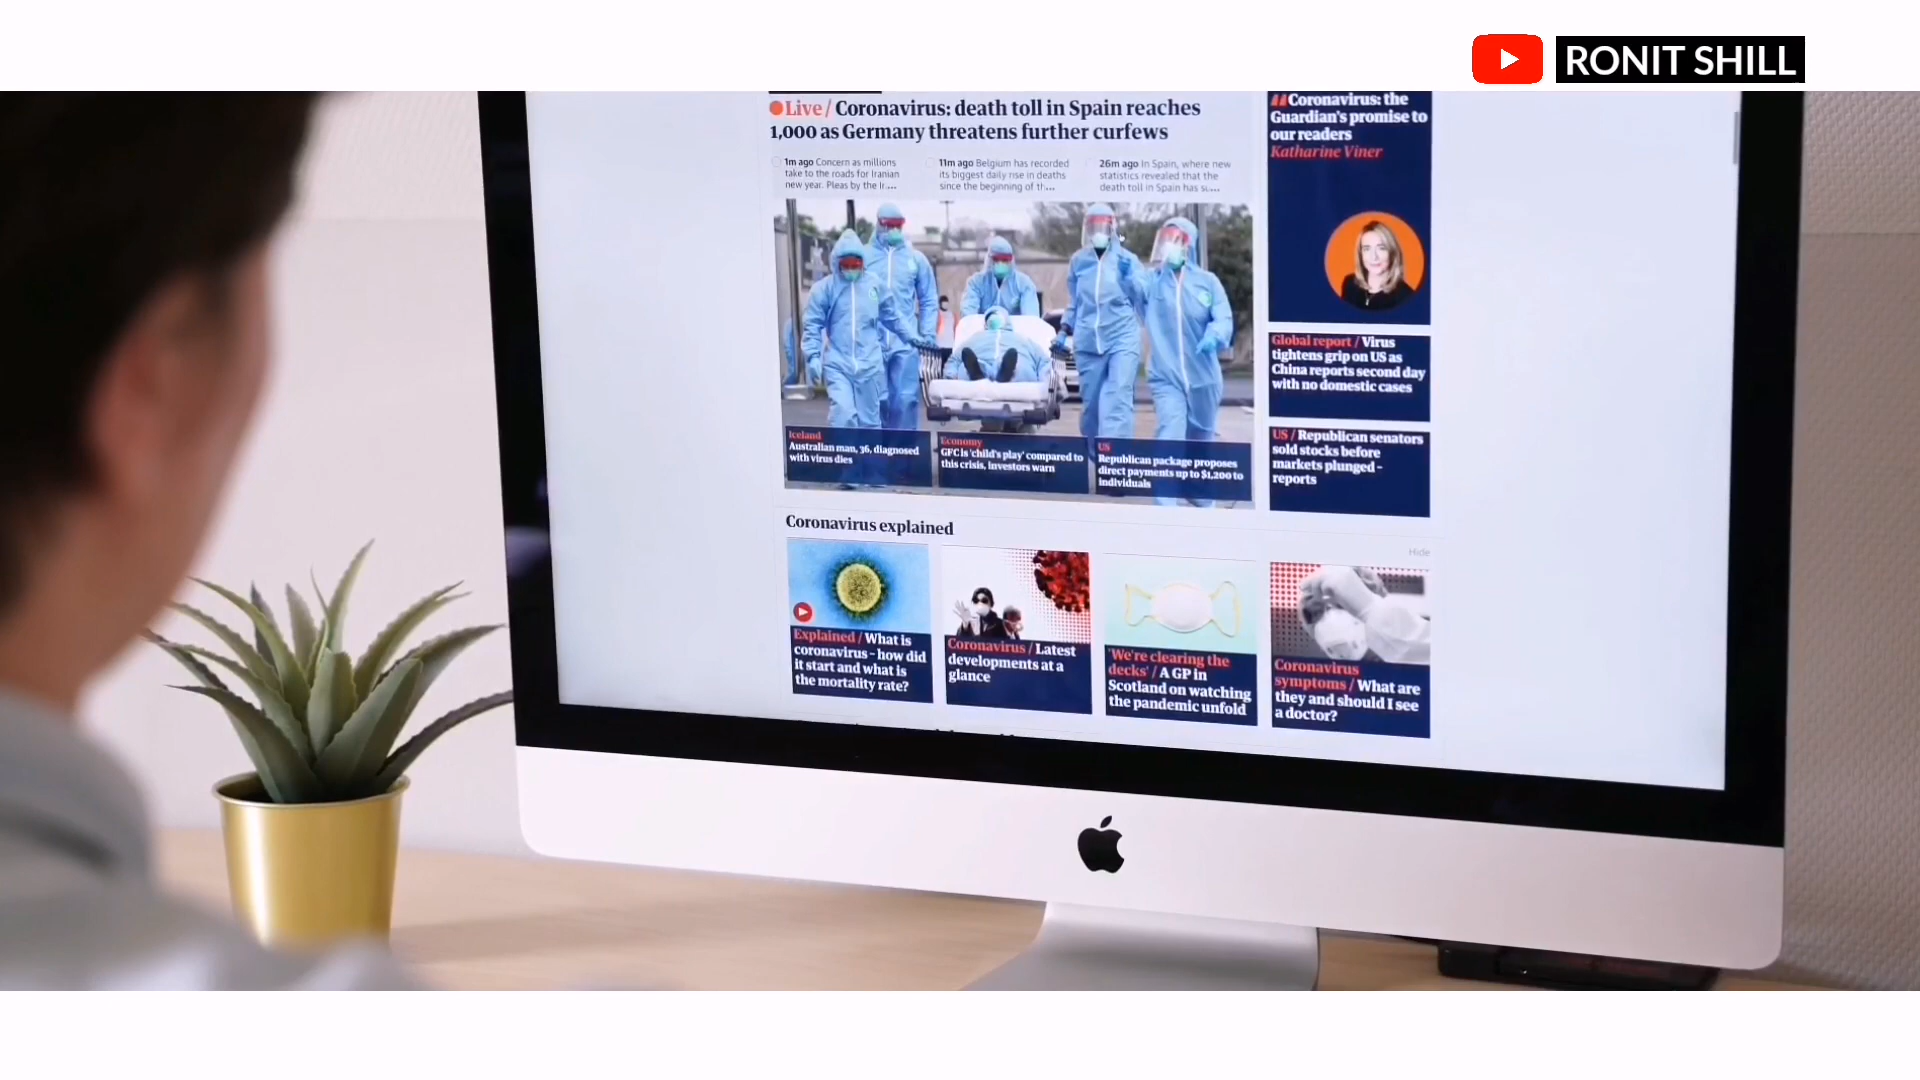 RONIT SHILL
Live / Coronavirus: death toll in Spain reaches
1,000 as Germany threatens further curfews
1m ago Concern as millions
take to the roads for Iranian
new year. Pleas by the Ir....
11m ago Belgium has recorded
its biggest daily rise in deaths
since the beginning of th....
26m ago In Spain, where new
statistics revealed that the
death toll in Spain has su....
Coronavirus: the
Guardian's promise to
our readers
Katharine Viner
Global report / Virus
tightens grip on US as
China reports second day
with no domestic cases
US / Republican senators
sold stocks before
markets plunged –
reports
Iceland
Australian man, 36, diagnosed
with virus dies
Economy
GFC is 'child's play' compared to
this crisis, investors warn
US
Republican package proposes
direct payments up to $1,200 to
individuals
Coronavirus explained
Hide
Explained / What is
coronavirus – how did
it start and what is
the mortality rate?
Coronavirus / Latest
developments at a
glance
'We're clearing the
decks' / A GP in
Scotland on watching
the pandemic unfold
Coronavirus
symptoms / What are
they and should I see
a doctor?